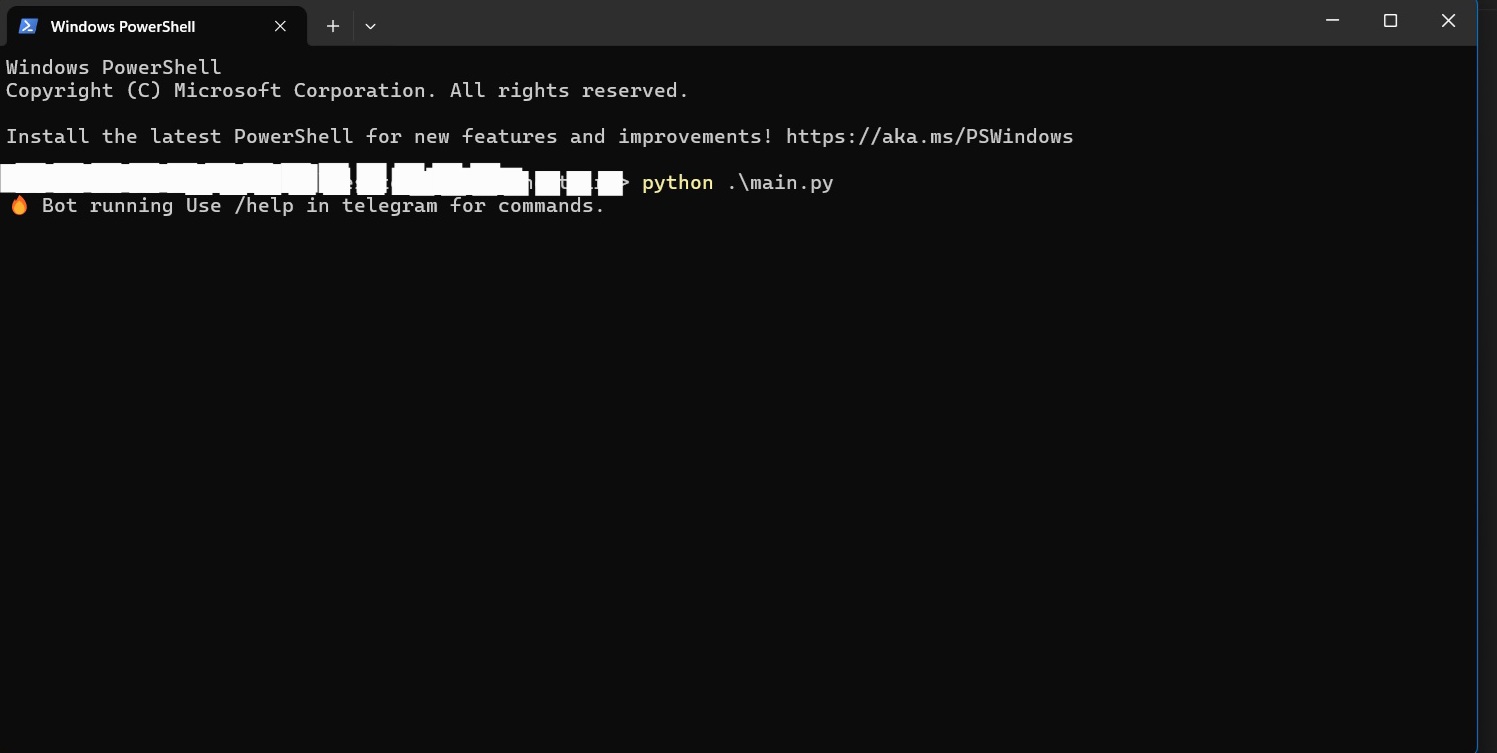 Windows PowerShell
Windows PowerShell
Copyright (C) Microsoft Corporation. All rights reserved.
Install the latest PowerShell for new features and improvements! https://aka.ms/PSWindows
> python .\main.py
🔥 Bot running Use /help in telegram for commands.